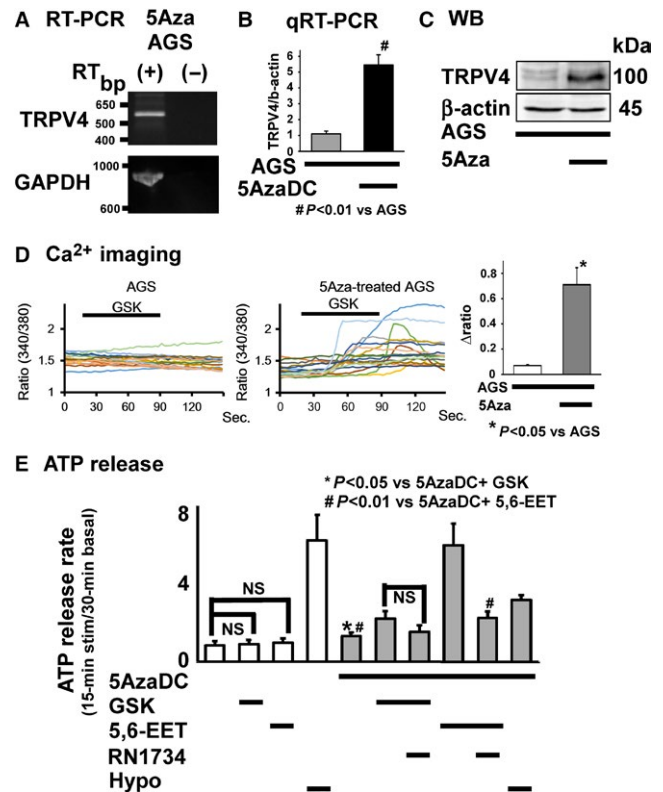 A RT-PCR
5Aza
AGS
RT (+) (−)
bp
TRPV4
650
500
400
GAPDH
1000
600
B qRT-PCR
TRPV4/b-actin
6
5
4
3
2
1
0
#
AGS
5AzaDC
# P<0.01 vs AGS
C WB
kDa
TRPV4 100
β-actin 45
AGS
5Aza
D Ca²⁺ imaging
AGS
GSK
Ratio (340/380)
2
1.5
1
0 30 60 90 120 Sec.
5Aza-treated AGS
GSK
Ratio (340/380)
2
1.5
1
0 30 60 90 120 Sec.
Δratio
0.8
0.6
0.4
0.2
0
*
AGS
5Aza
* P<0.05 vs AGS
E ATP release
* P<0.05 vs 5AzaDC+ GSK
# P<0.01 vs 5AzaDC+ 5,6-EET
ATP release rate
(15-min stim/30-min basal)
8
4
0
NS
NS
*#
NS
#
5AzaDC
GSK
5,6-EET
RN1734
Hypo